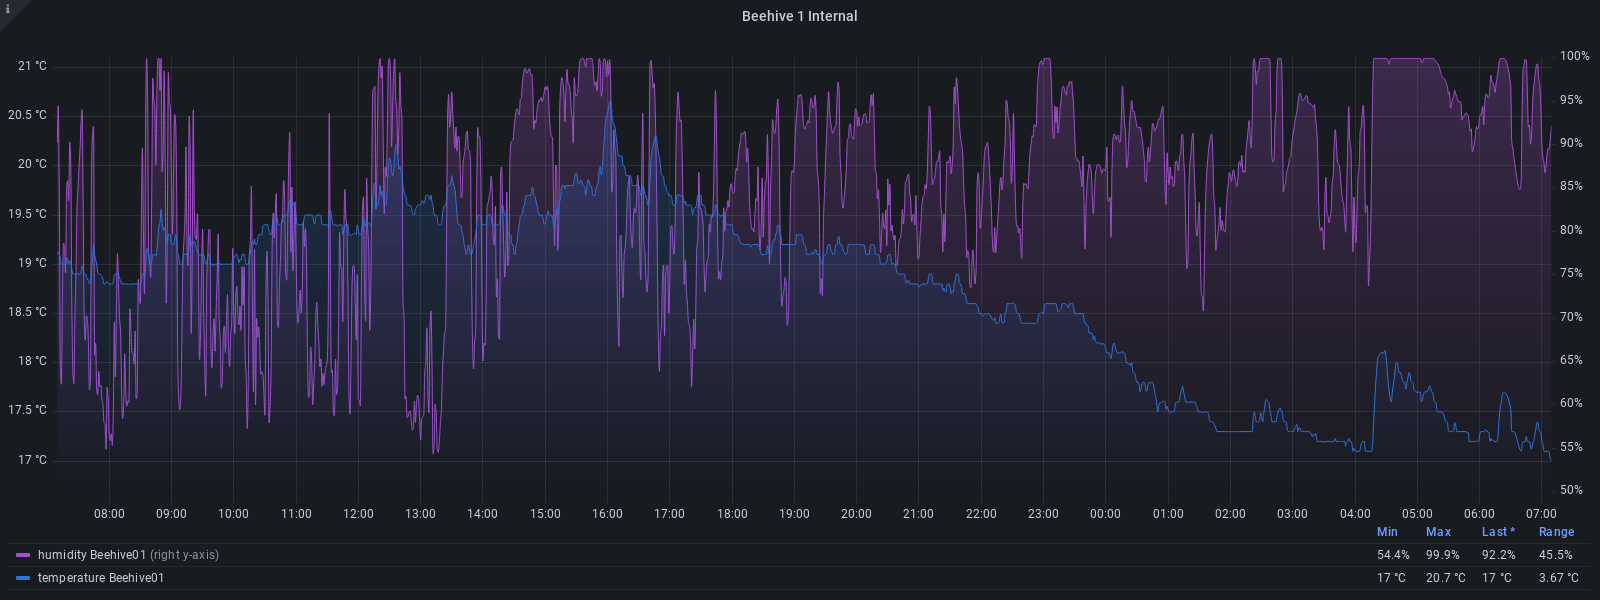 i
Beehive 1 Internal
21 °C
20.5 °C
20 °C
19.5 °C
19 °C
18.5 °C
18 °C
17.5 °C
17 °C
100%
95%
90%
85%
80%
75%
70%
65%
60%
55%
50%
08:00 09:00 10:00 11:00 12:00 13:00 14:00 15:00 16:00 17:00 18:00 19:00 20:00 21:00 22:00 23:00 00:00 01:00 02:00 03:00 04:00 05:00 06:00 07:00
Min Max Last * Range
humidity Beehive01 (right y-axis) 54.4% 99.9% 92.2% 45.5%
temperature Beehive01 17 °C 20.7 °C 17 °C 3.67 °C